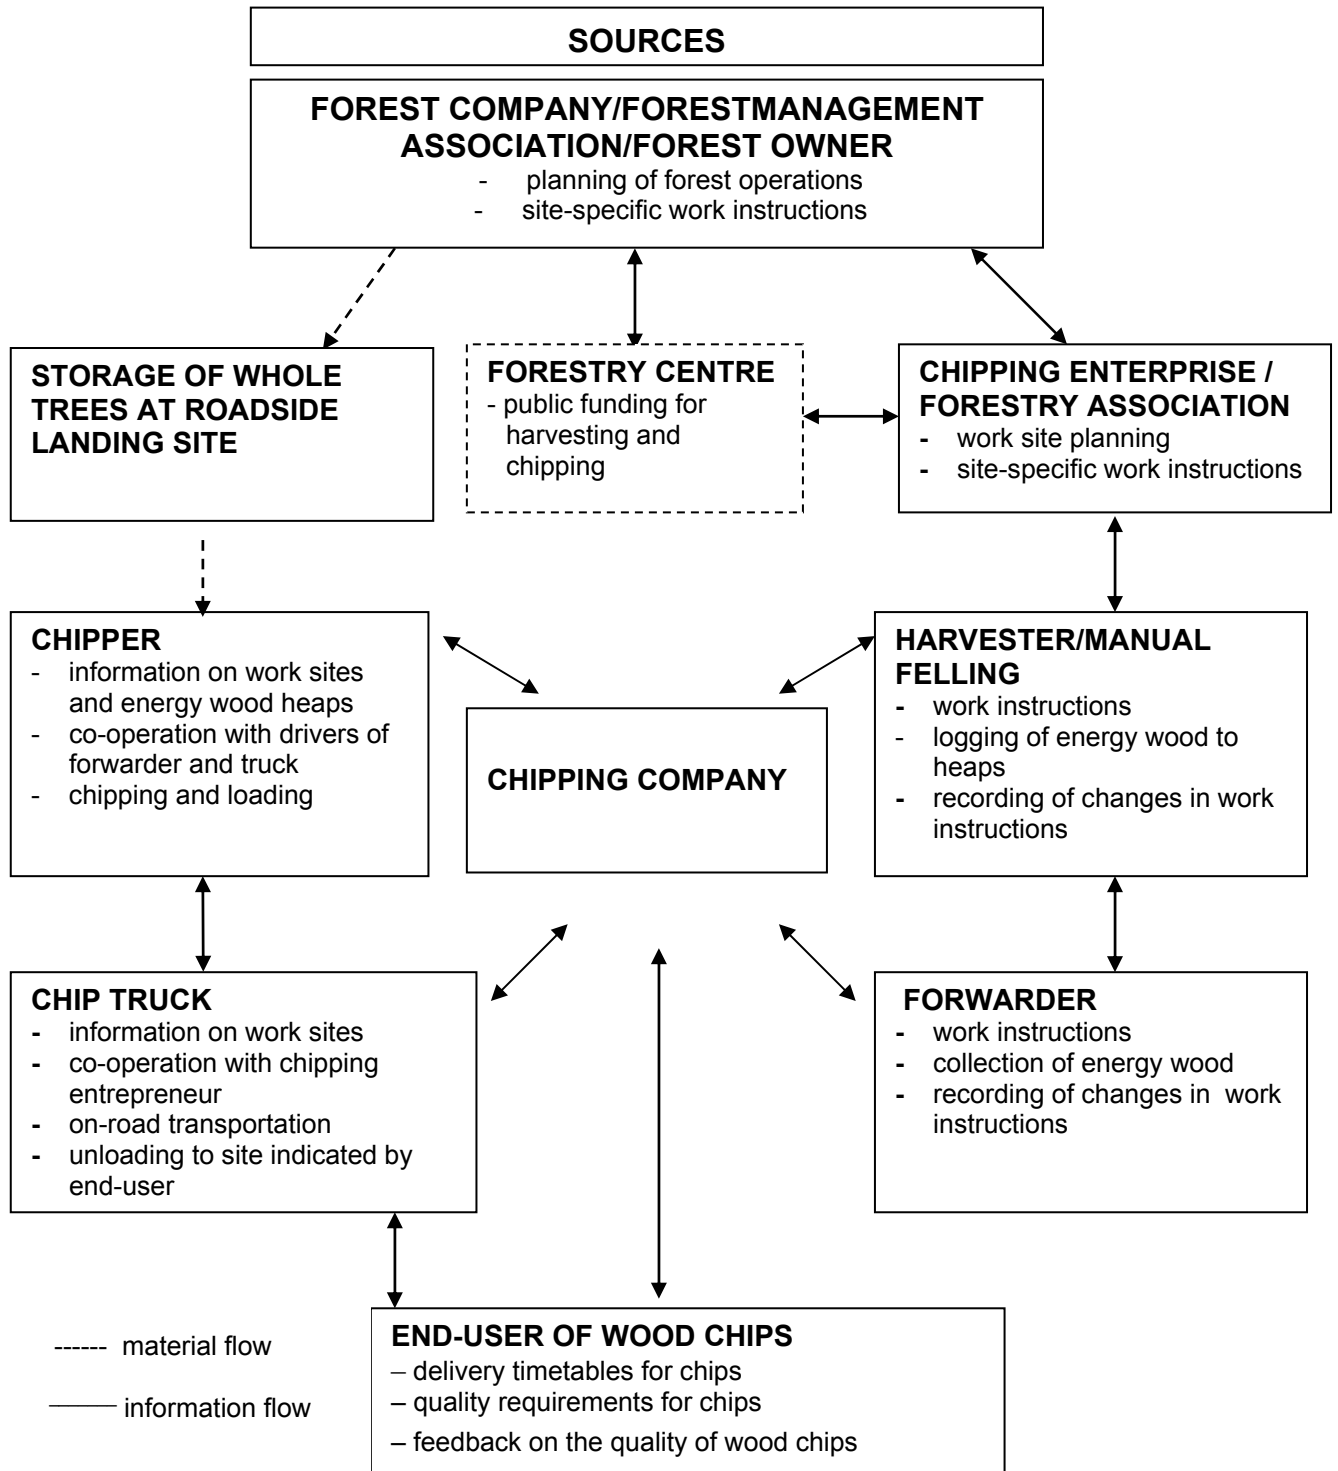 SOURCES
FOREST COMPANY/FORESTMANAGEMENT
ASSOCIATION/FOREST OWNER
- planning of forest operations
- site-specific work instructions
STORAGE OF WHOLE
TREES AT ROADSIDE
LANDING SITE
FORESTRY CENTRE
- public funding for
harvesting and
chipping
CHIPPING ENTERPRISE /
FORESTRY ASSOCIATION
- work site planning
- site-specific work instructions
CHIPPER
- information on work sites
and energy wood heaps
- co-operation with drivers of
forwarder and truck
- chipping and loading
CHIPPING COMPANY
HARVESTER/MANUAL
FELLING
- work instructions
- logging of energy wood to
heaps
- recording of changes in work
instructions
CHIP TRUCK
- information on work sites
- co-operation with chipping
entrepreneur
- on-road transportation
- unloading to site indicated by
end-user
FORWARDER
- work instructions
- collection of energy wood
- recording of changes in work
instructions
END-USER OF WOOD CHIPS
– delivery timetables for chips
– quality requirements for chips
– feedback on the quality of wood chips
------ material flow
______ information flow